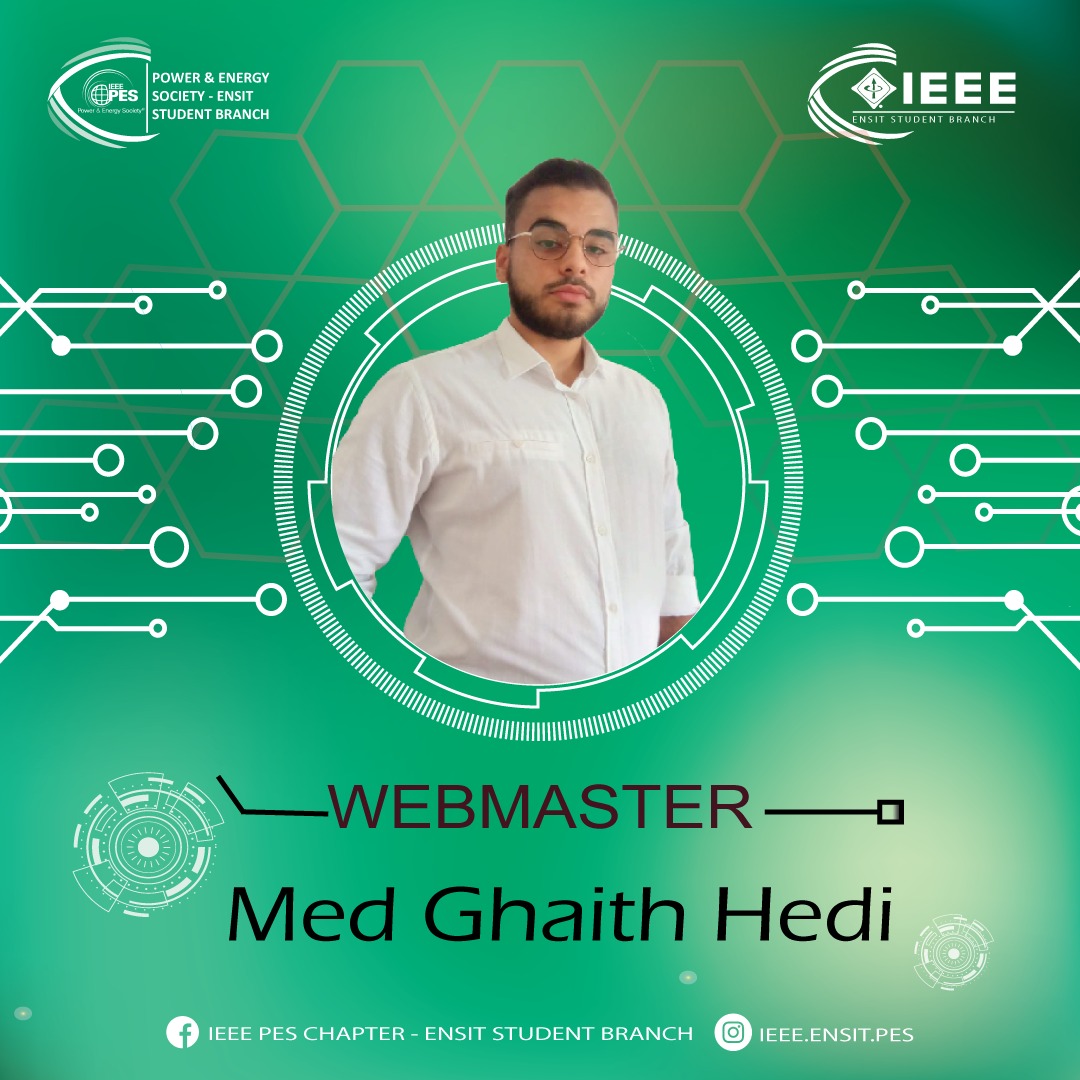 IEEE
PES
Power & Energy Society®
POWER & ENERGY
SOCIETY - ENSIT
STUDENT BRANCH
IEEE
ENSIT STUDENT BRANCH
WEBMASTER
Med Ghaith Hedi
IEEE PES CHAPTER - ENSIT STUDENT BRANCH
IEEE.ENSIT.PES